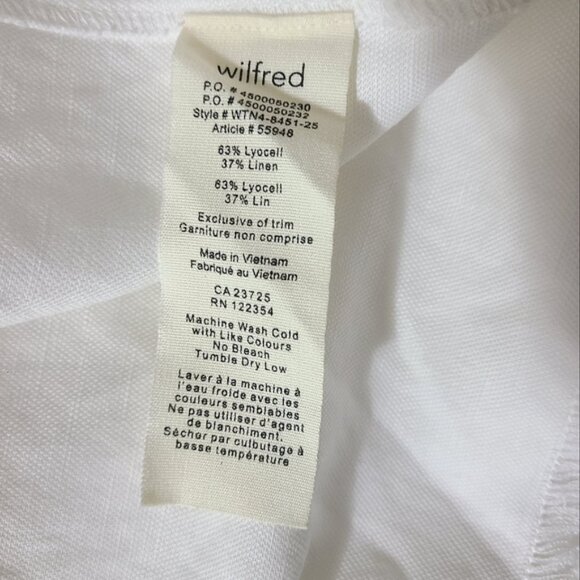 wilfred
P.O. # 4500050230
P.O. # 4500050232
Style # WTN4-8451-25
Article # 55948
63% Lyocell
37% Linen
63% Lyocell
37% Lin
Exclusive of trim
Garniture non comprise
Made in Vietnam
Fabriqué au Vietnam
CA 23725
RN 122354
Machine Wash Cold
with Like Colours
No Bleach
Tumble Dry Low
Laver à la machine à
l'eau froide avec les
couleurs semblables
Ne pas utiliser d'agent
de blanchiment.
Sécher par culbutage à
basse température